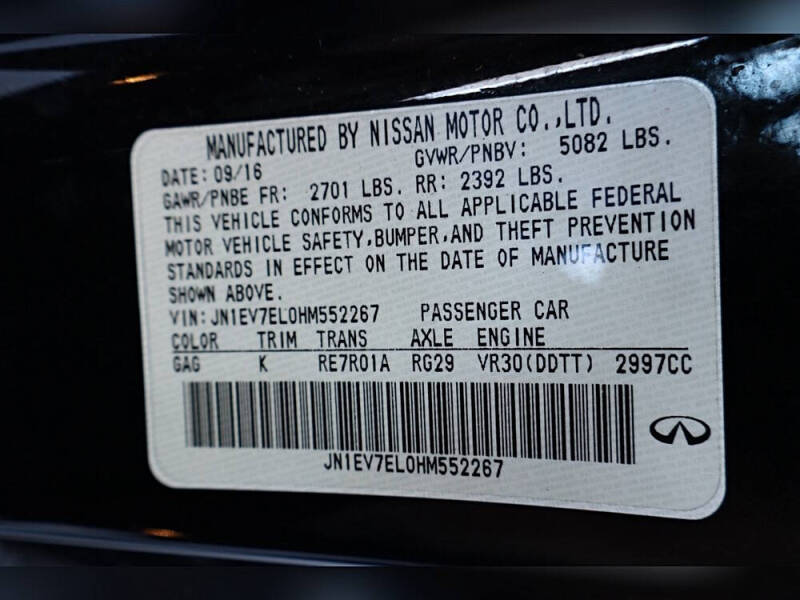 MANUFACTURED BY NISSAN MOTOR CO.,LTD.
DATE: 09/16 GVWR/PNBV: 5082 LBS.
GAWR/PNBE FR: 2701 LBS. RR: 2392 LBS.
THIS VEHICLE CONFORMS TO ALL APPLICABLE FEDERAL
MOTOR VEHICLE SAFETY,BUMPER,AND THEFT PREVENTION
STANDARDS IN EFFECT ON THE DATE OF MANUFACTURE
SHOWN ABOVE.
VIN: JN1EV7EL0HM552267 PASSENGER CAR
COLOR TRIM TRANS AXLE ENGINE
GAG K RE7R01A RG29 VR30(DDTT) 2997CC
JN1EV7EL0HM552267